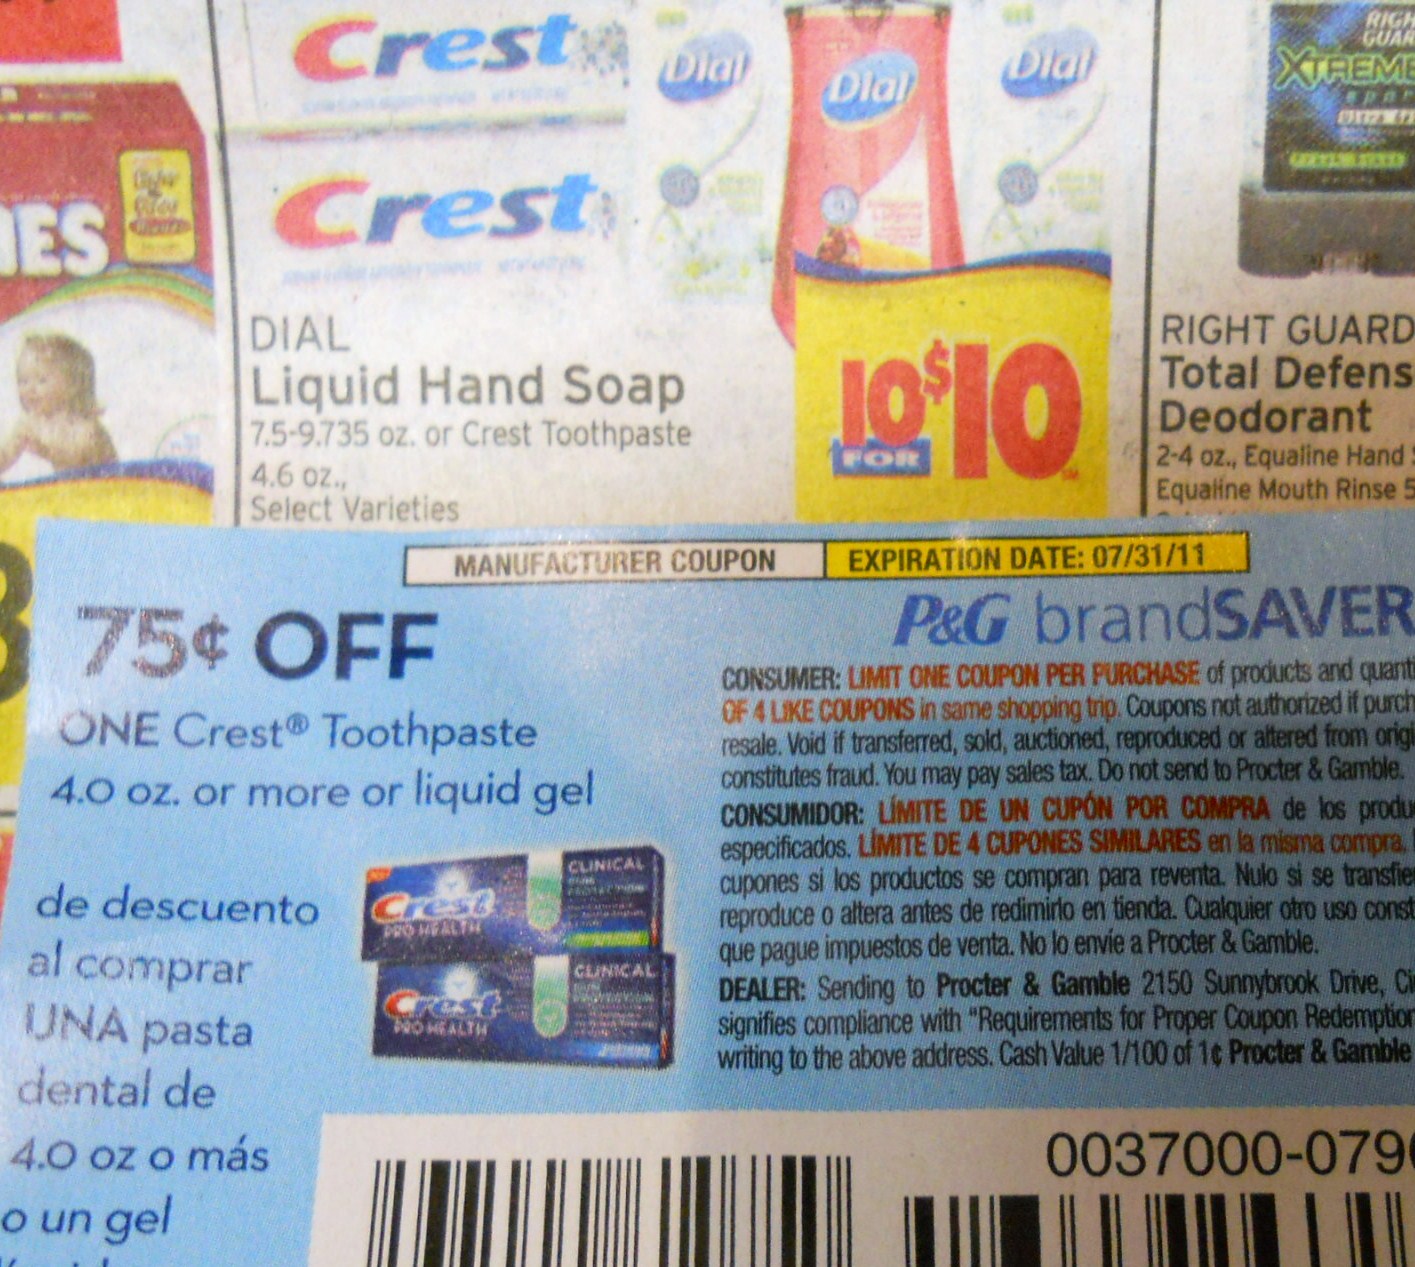 Crest
Crest
Dial
Dial
Dial
RIGH
GUAR
XTREME
spor
NES
DIAL
Liquid Hand Soap
7.5-9.735 oz. or Crest Toothpaste
4.6 oz.,
Select Varieties
10 FOR $10
RIGHT GUARD
Total Defens
Deodorant
2-4 oz., Equaline Hand S
Equaline Mouth Rinse 5
MANUFACTURER COUPON
EXPIRATION DATE: 07/31/11
75¢ OFF
ONE Crest® Toothpaste
4.0 oz. or more or liquid gel
de descuento
al comprar
UNA pasta
dental de
4.0 oz o más
o un gel
CLINICAL
Crest
PRO-HEALTH
CLINICAL
Crest
PRO-HEALTH
P&G brandSAVER
CONSUMER: LIMIT ONE COUPON PER PURCHASE of products and quanti
OF 4 LIKE COUPONS in same shopping trip. Coupons not authorized if purch
resale. Void if transferred, sold, auctioned, reproduced or altered from origi
constitutes fraud. You may pay sales tax. Do not send to Procter & Gamble.
CONSUMIDOR: LÍMITE DE UN CUPÓN POR COMPRA de los produ
especificados. LÍMITE DE 4 CUPONES SIMILARES en la misma compra.
cupones si los productos se compran para reventa. Nulo si se transfie
reproduce o altera antes de redimirlo en tienda. Cualquier otro uso const
que pague impuestos de venta. No lo envíe a Procter & Gamble.
DEALER: Sending to Procter & Gamble 2150 Sunnybrook Drive, Ci
signifies compliance with "Requirements for Proper Coupon Redemption
writing to the above address. Cash Value 1/100 of 1¢ Procter & Gamble
0037000-079